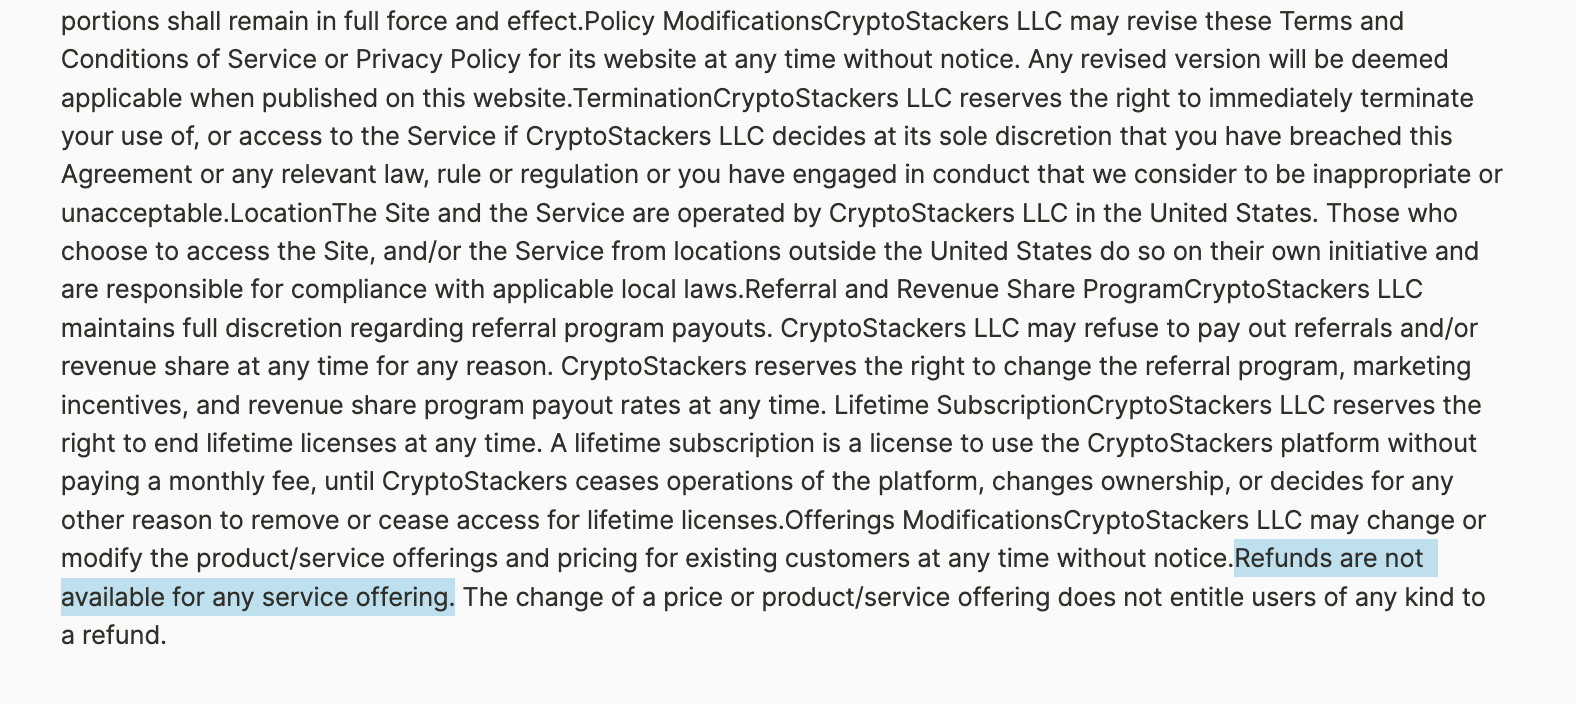 portions shall remain in full force and effect.Policy ModificationsCryptoStackers LLC may revise these Terms and
Conditions of Service or Privacy Policy for its website at any time without notice. Any revised version will be deemed
applicable when published on this website.TerminationCryptoStackers LLC reserves the right to immediately terminate
your use of, or access to the Service if CryptoStackers LLC decides at its sole discretion that you have breached this
Agreement or any relevant law, rule or regulation or you have engaged in conduct that we consider to be inappropriate or
unacceptable.LocationThe Site and the Service are operated by CryptoStackers LLC in the United States. Those who
choose to access the Site, and/or the Service from locations outside the United States do so on their own initiative and
are responsible for compliance with applicable local laws.Referral and Revenue Share ProgramCryptoStackers LLC
maintains full discretion regarding referral program payouts. CryptoStackers LLC may refuse to pay out referrals and/or
revenue share at any time for any reason. CryptoStackers reserves the right to change the referral program, marketing
incentives, and revenue share program payout rates at any time. Lifetime SubscriptionCryptoStackers LLC reserves the
right to end lifetime licenses at any time. A lifetime subscription is a license to use the CryptoStackers platform without
paying a monthly fee, until CryptoStackers ceases operations of the platform, changes ownership, or decides for any
other reason to remove or cease access for lifetime licenses.Offerings ModificationsCryptoStackers LLC may change or
modify the product/service offerings and pricing for existing customers at any time without notice.Refunds are not
available for any service offering. The change of a price or product/service offering does not entitle users of any kind to
a refund.